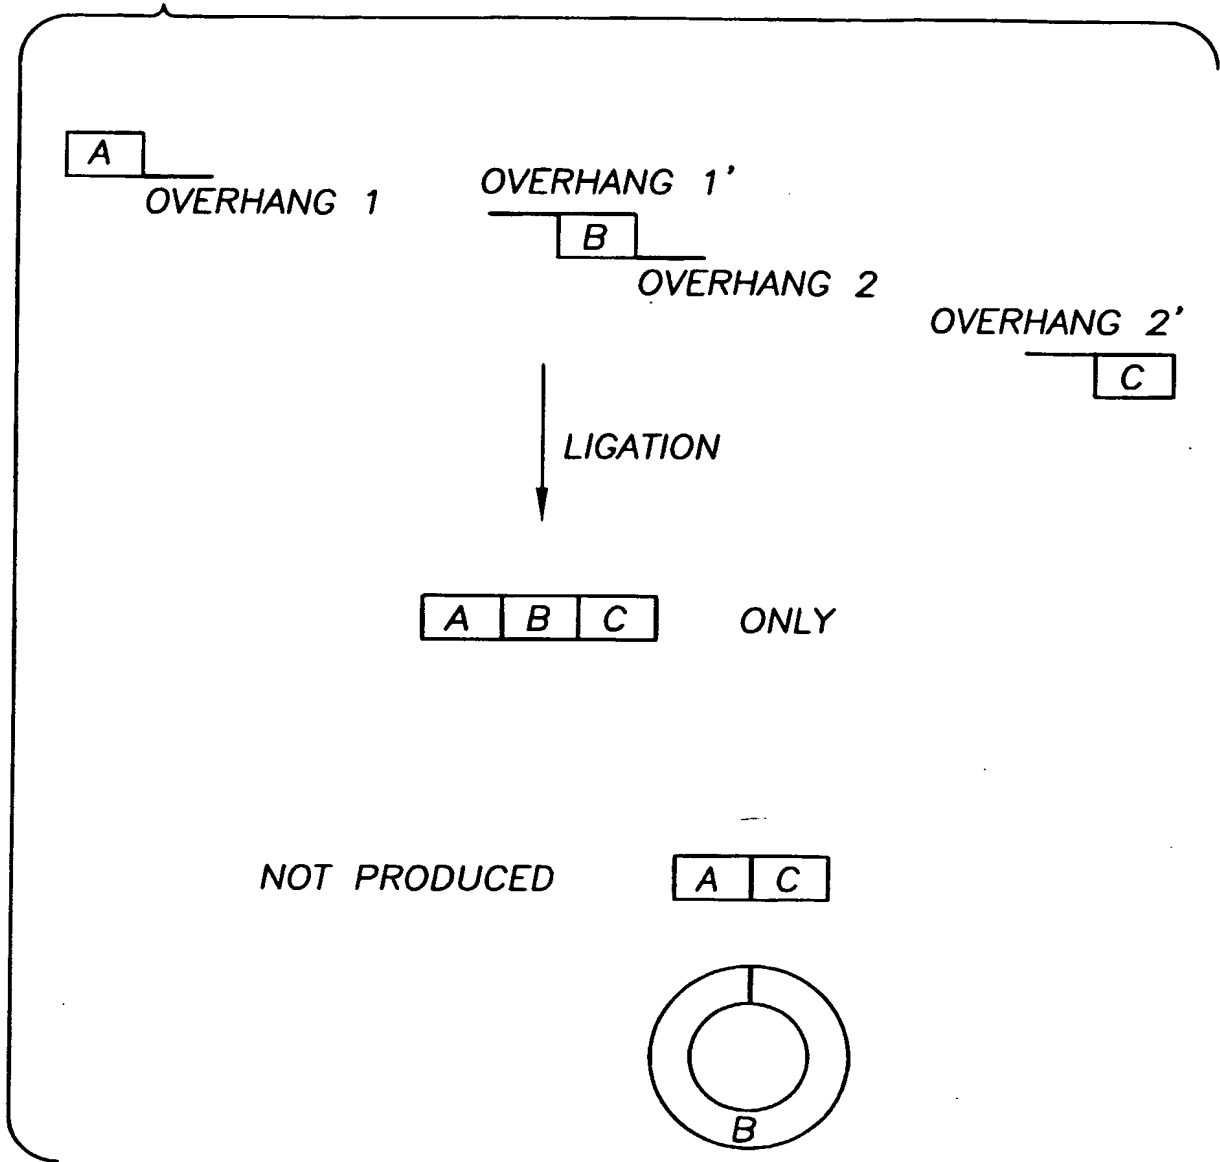 A
OVERHANG 1
OVERHANG 1'
B
OVERHANG 2
OVERHANG 2'
C
LIGATION
A B C ONLY
NOT PRODUCED A C
B